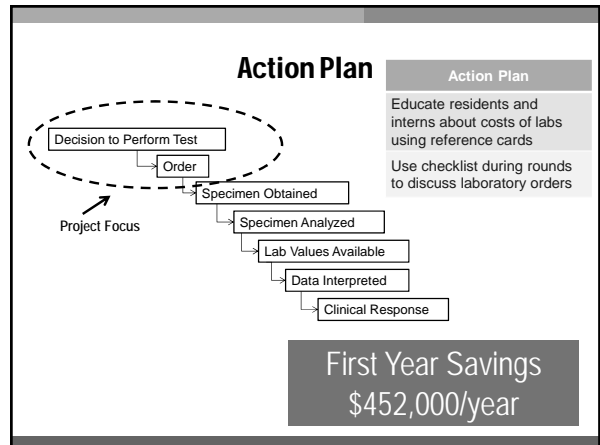 Action Plan
Action Plan
Educate residents and
interns about costs of labs
using reference cards
Use checklist during rounds
to discuss laboratory orders
Decision to Perform Test
Order
Specimen Obtained
Project Focus
Specimen Analyzed
Lab Values Available
Data Interpreted
Clinical Response
First Year Savings
$452,000/year